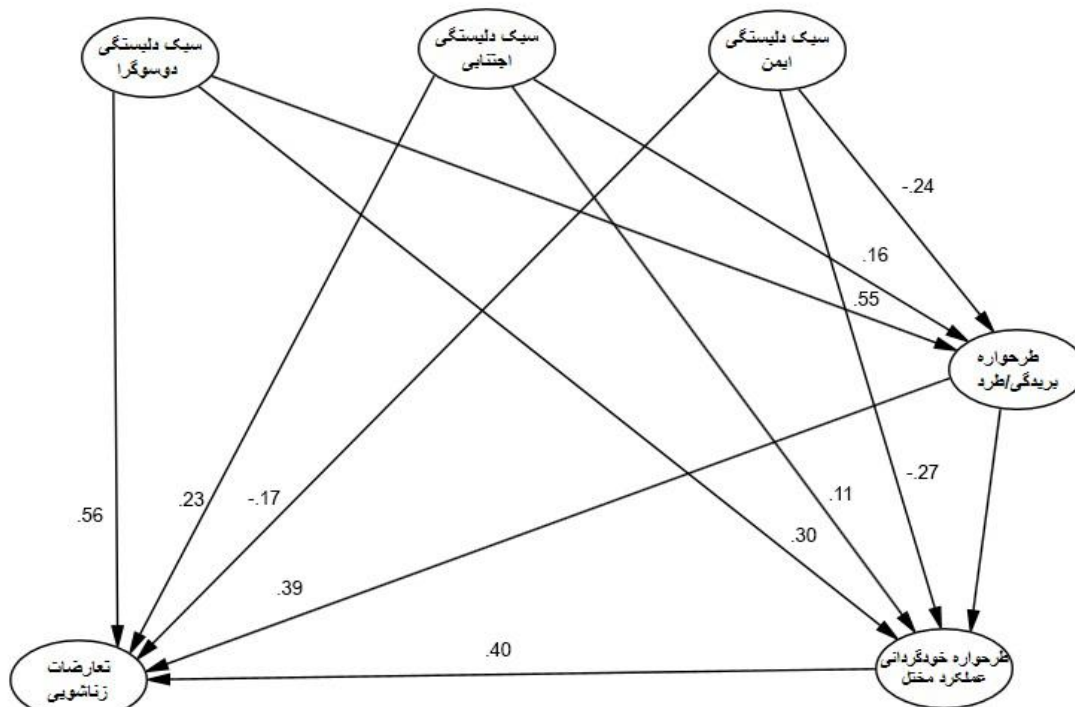 سبک دلبستگی
دوسوگرا
سبک دلبستگی
اجتنابی
سبک دلبستگی
ایمن
-.24
.16
.55
طرحواره
بریدگی/طرد
-.27
.11
.30
-.17
.23
.56
.39
.40
تعارضات
زناشویی
طرحواره خودگردانی
عملکرد مختل